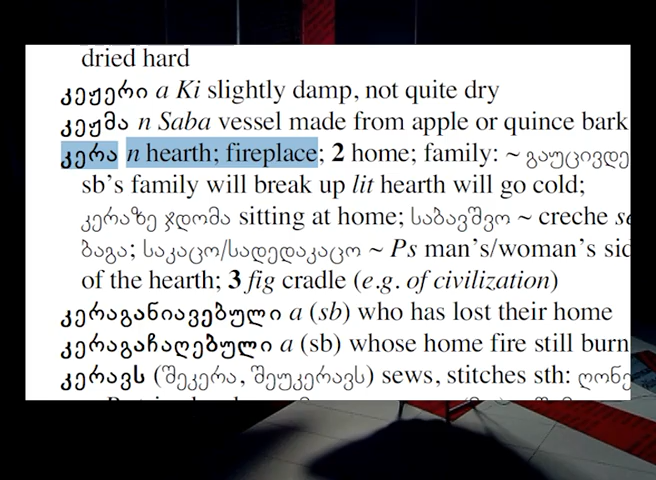 dried hard
კეჟერი a Ki slightly damp, not quite dry
კეჟმა n Saba vessel made from apple or quince bark
კერა n hearth; fireplace; 2 home; family: ~ გაუცივდე
sb's family will break up lit hearth will go cold;
კერაზე ჯდომა sitting at home; საბავშვო ~ creche
ბაგა; საკაცო/სადედაკაცო ~ Ps man's/woman's sid
of the hearth; 3 fig cradle (e.g. of civilization)
კერაგანიავებული a (sb) who has lost their home
კერაგაჩაღებული a (sb) whose home fire still burn
კერავს (შეკერა, შეუკერავს) sews, stitches sth: ღონე